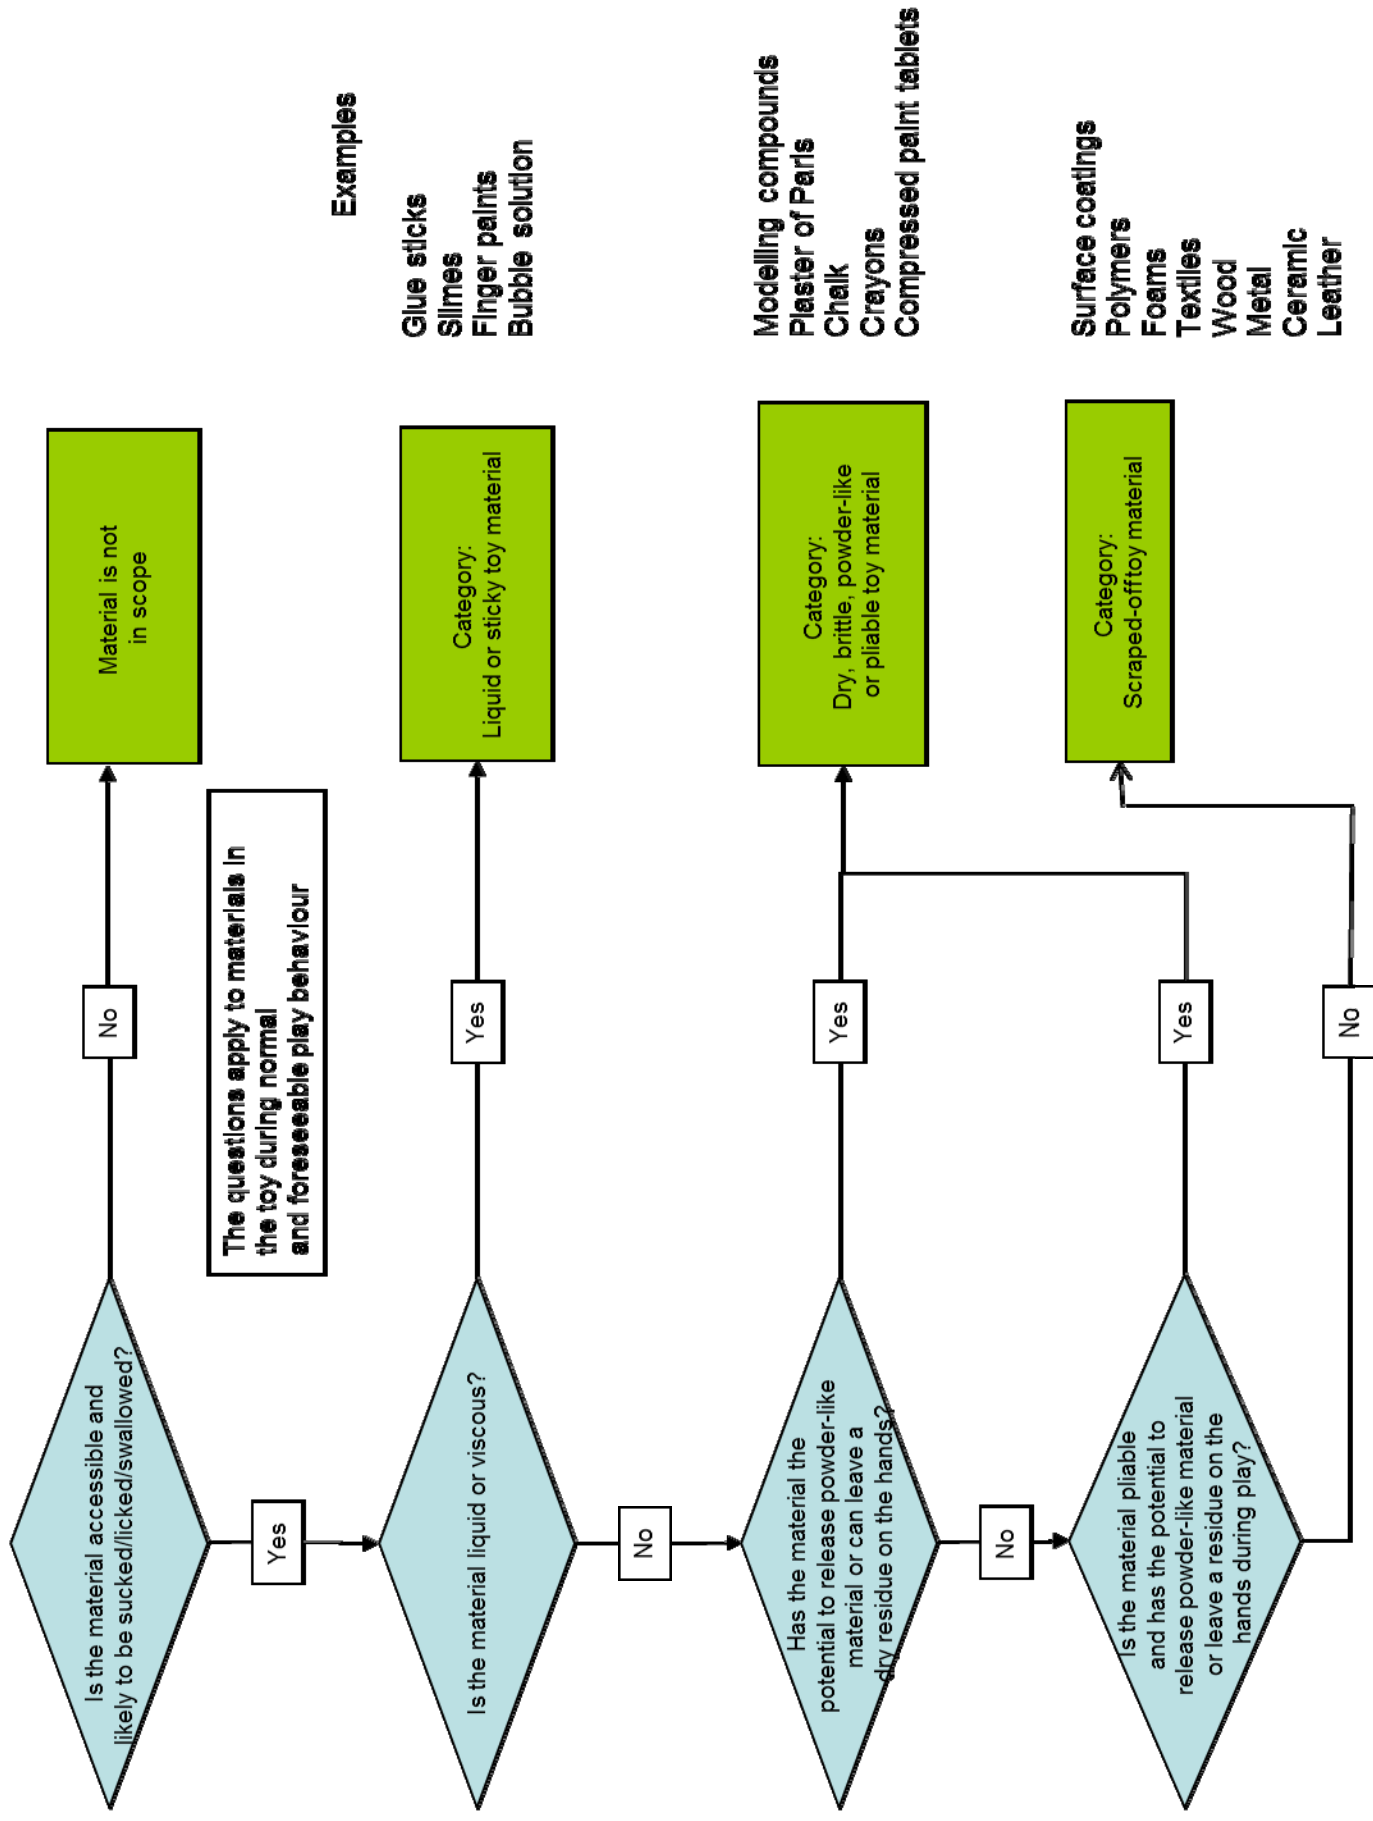 Is the material accessible and
likely to be sucked/licked/swallowed?
No
Material is not
in scope
Yes
The questions apply to materials in
the toy during normal
and foreseeable play behaviour
Examples
Is the material liquid or viscous?
Yes
Category:
Liquid or sticky toy material
Glue sticks
Slimes
Finger paints
Bubble solution
No
Has the material the
potential to release powder-like
material or can leave a
dry residue on the hands?
Yes
Category:
Dry, brittle, powder-like
or pliable toy material
Modelling compounds
Plaster of Paris
Chalk
Crayons
Compressed paint tablets
No
Is the material pliable
and has the potential to
release powder-like material
or leave a residue on the
hands during play?
Yes
No
Category:
Scraped-offtoy material
Surface coatings
Polymers
Foams
Textiles
Wood
Metal
Ceramic
Leather